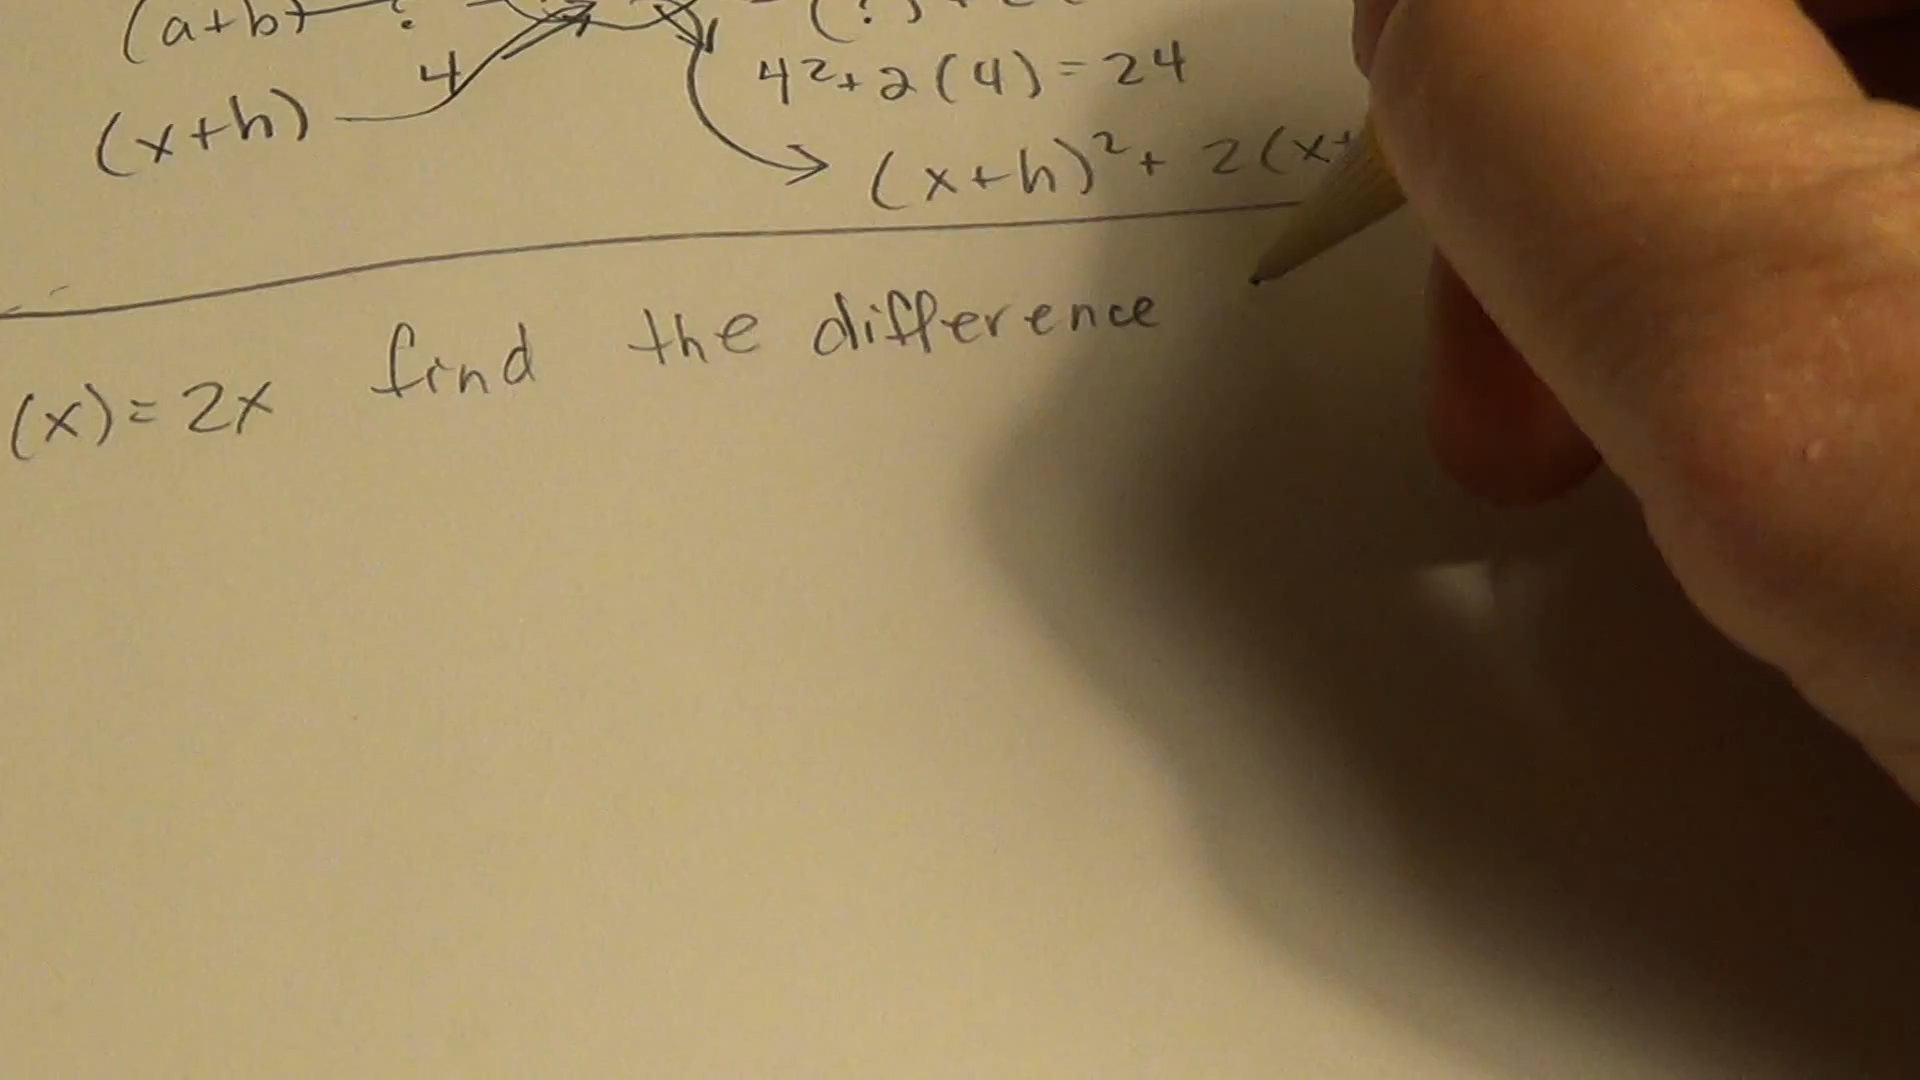 (a+b) ?
(?)
4
4²+2(4)=24
(x+h)
(x+h)²+ 2(x+
(x)=2x find the difference